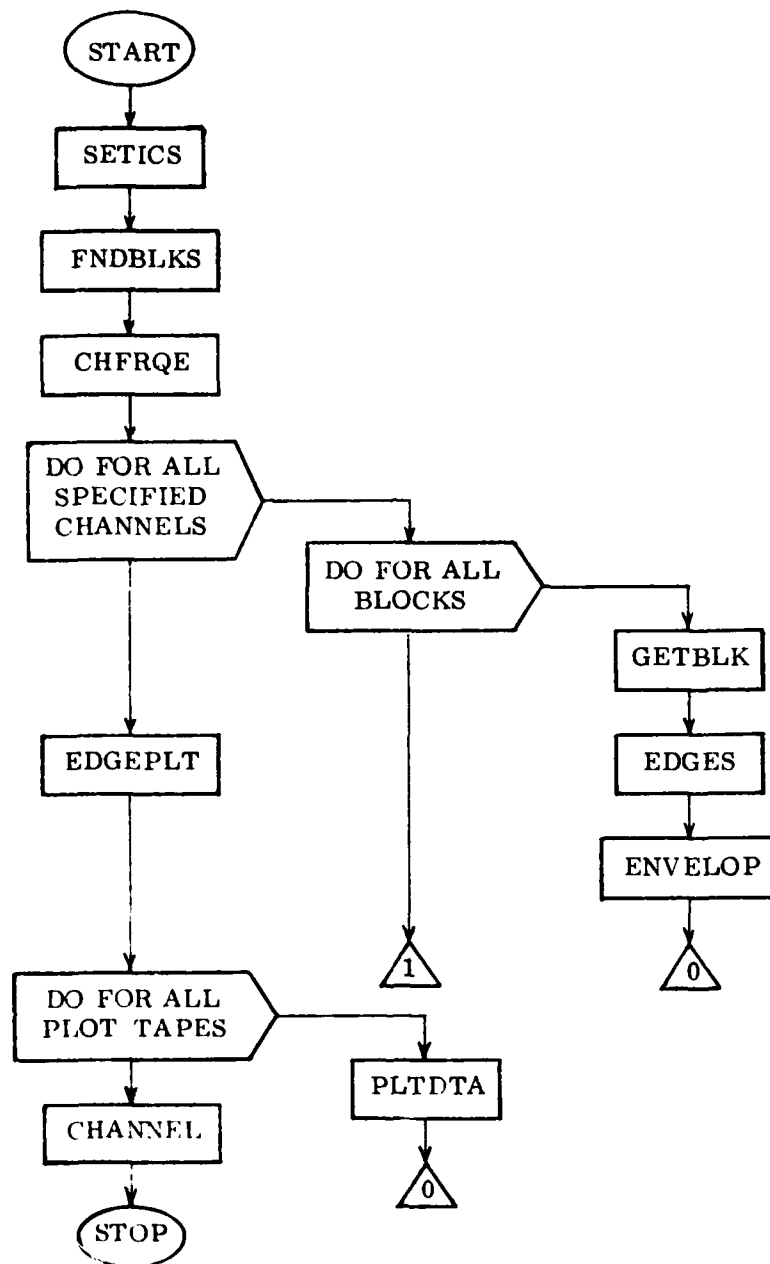 START
SETICS
FNDBLKS
CHFRQE
DO FOR ALL
SPECIFIED
CHANNELS
DO FOR ALL
BLOCKS
GETBLK
EDGEPLT
EDGES
ENVELOP
1
0
DO FOR ALL
PLOT TAPES
PLTDTA
CHANNEL
0
STOP